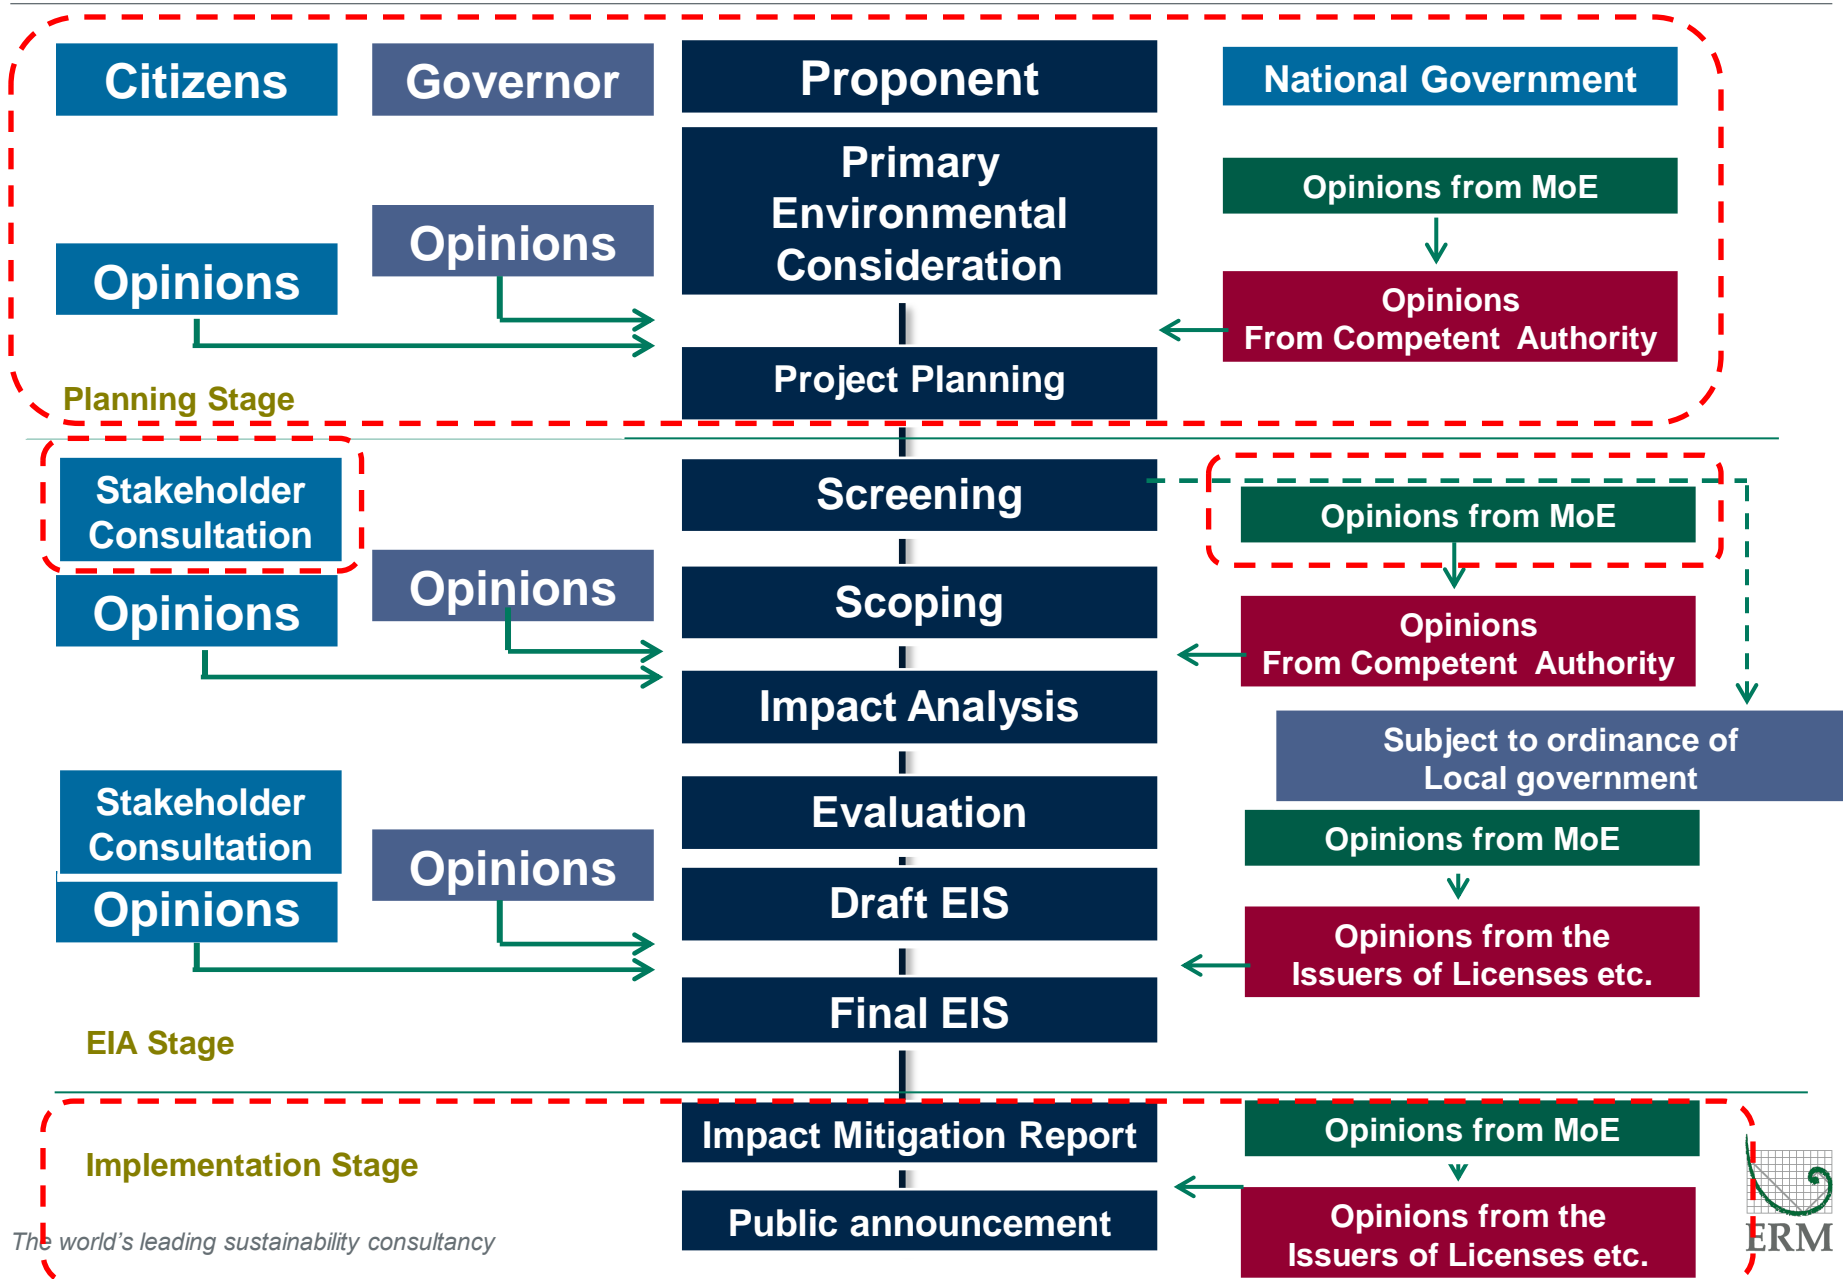 Citizens
Governor
Proponent
National Government
Primary
Environmental
Consideration
Opinions from MoE
Opinions
Opinions
Opinions
From Competent Authority
Project Planning
Planning Stage
Stakeholder
Consultation
Screening
Opinions from MoE
Opinions
Opinions
Scoping
Opinions
From Competent Authority
Impact Analysis
Subject to ordinance of
Local government
Stakeholder
Consultation
Evaluation
Opinions from MoE
Opinions
Opinions
Draft EIS
Opinions from the
Issuers of Licenses etc.
Final EIS
EIA Stage
Impact Mitigation Report
Opinions from MoE
Implementation Stage
Public announcement
Opinions from the
Issuers of Licenses etc.
The world's leading sustainability consultancy
ERM